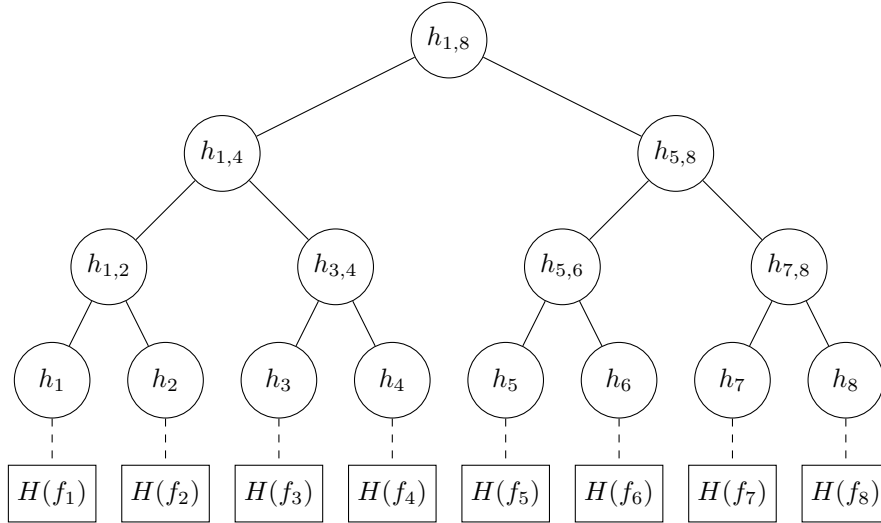 h_{1,8}
h_{1,4} h_{5,8}
h_{1,2} h_{3,4} h_{5,6} h_{7,8}
h_1 h_2 h_3 h_4 h_5 h_6 h_7 h_8
H(f_1) H(f_2) H(f_3) H(f_4) H(f_5) H(f_6) H(f_7) H(f_8)